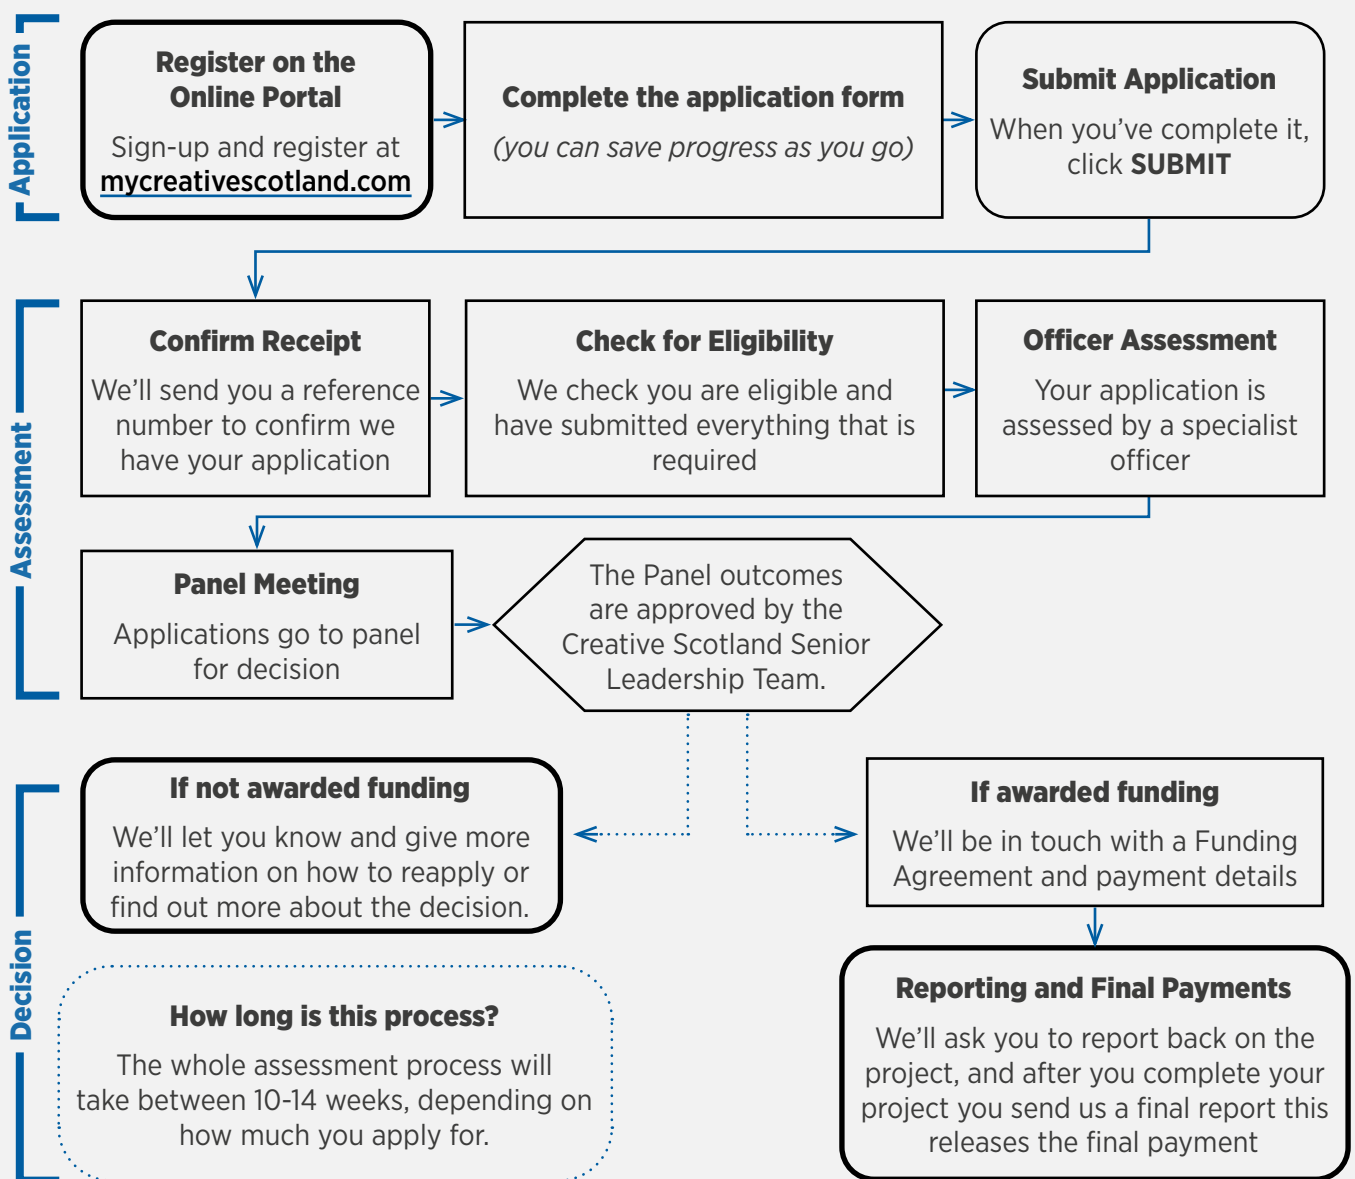 Application
Register on the
Online Portal
Sign-up and register at
mycreativescotland.com
Complete the application form
(you can save progress as you go)
Submit Application
When you've complete it,
click SUBMIT
Assessment
Confirm Receipt
We'll send you a reference
number to confirm we
have your application
Check for Eligibility
We check you are eligible and
have submitted everything that is
required
Officer Assessment
Your application is
assessed by a specialist
officer
Panel Meeting
Applications go to panel
for decision
The Panel outcomes
are approved by the
Creative Scotland Senior
Leadership Team.
Decision
If not awarded funding
We'll let you know and give more
information on how to reapply or
find out more about the decision.
If awarded funding
We'll be in touch with a Funding
Agreement and payment details
How long is this process?
The whole assessment process will
take between 10-14 weeks, depending on
how much you apply for.
Reporting and Final Payments
We'll ask you to report back on the
project, and after you complete your
project you send us a final report this
releases the final payment